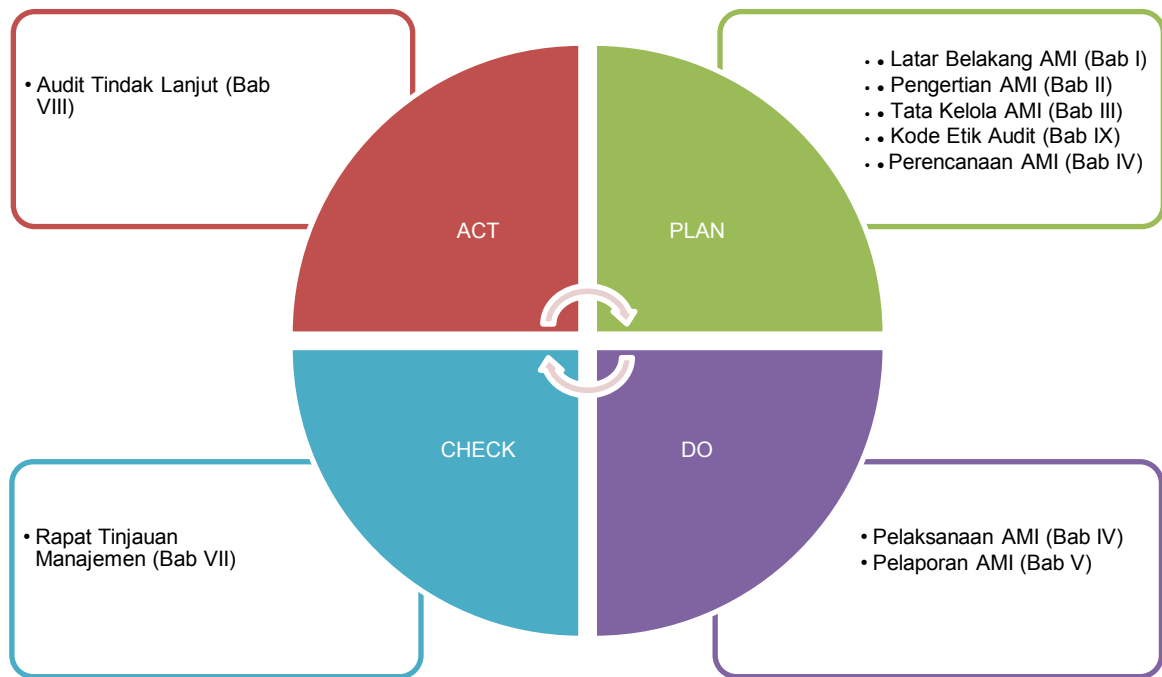 • Audit Tindak Lanjut (Bab
VIII)
• • Latar Belakang AMI (Bab I)
• • Pengertian AMI (Bab II)
• • Tata Kelola AMI (Bab III)
• • Kode Etik Audit (Bab IX)
• • Perencanaan AMI (Bab IV)
ACT
PLAN
CHECK
DO
• Rapat Tinjauan
Manajemen (Bab VII)
• Pelaksanaan AMI (Bab IV)
• Pelaporan AMI (Bab V)